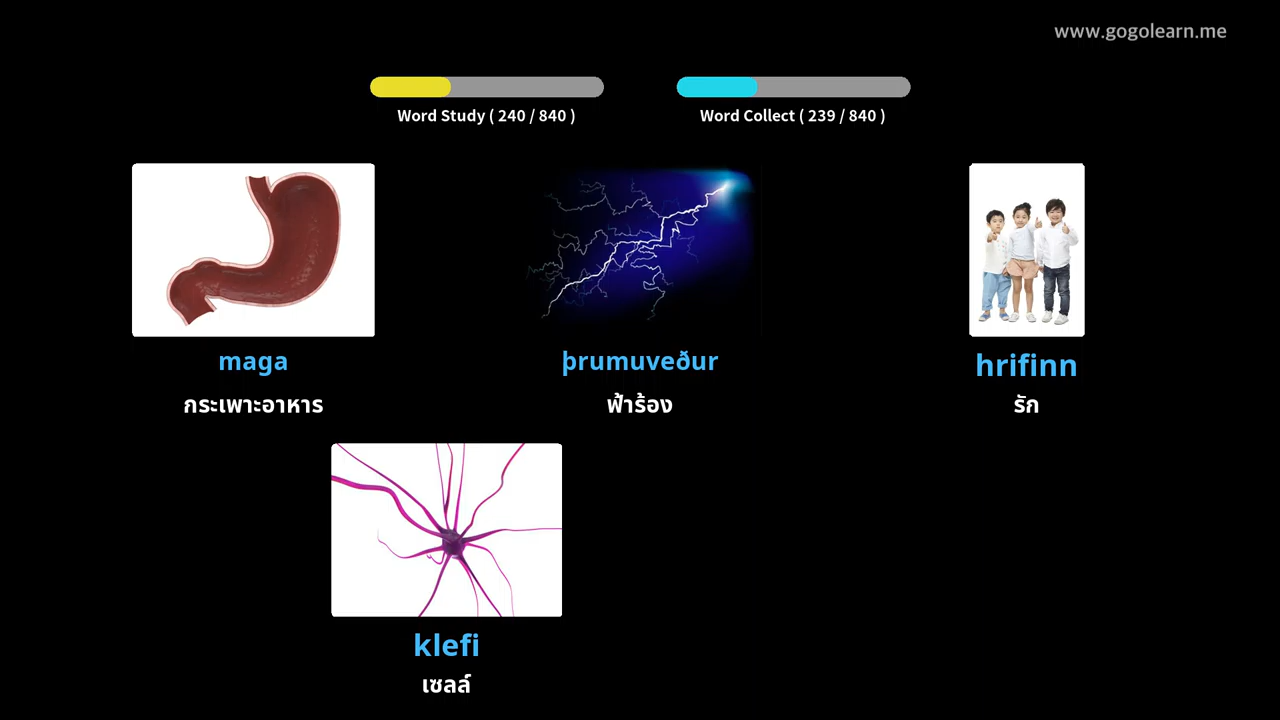 www.gogolearn.me
Word Study ( 240 / 840 )
Word Collect ( 239 / 840 )
maga
þrumuveður
hrifinn
กระเพาะอาหาร
ฟ้าร้อง
รัก
klefi
เซลล์